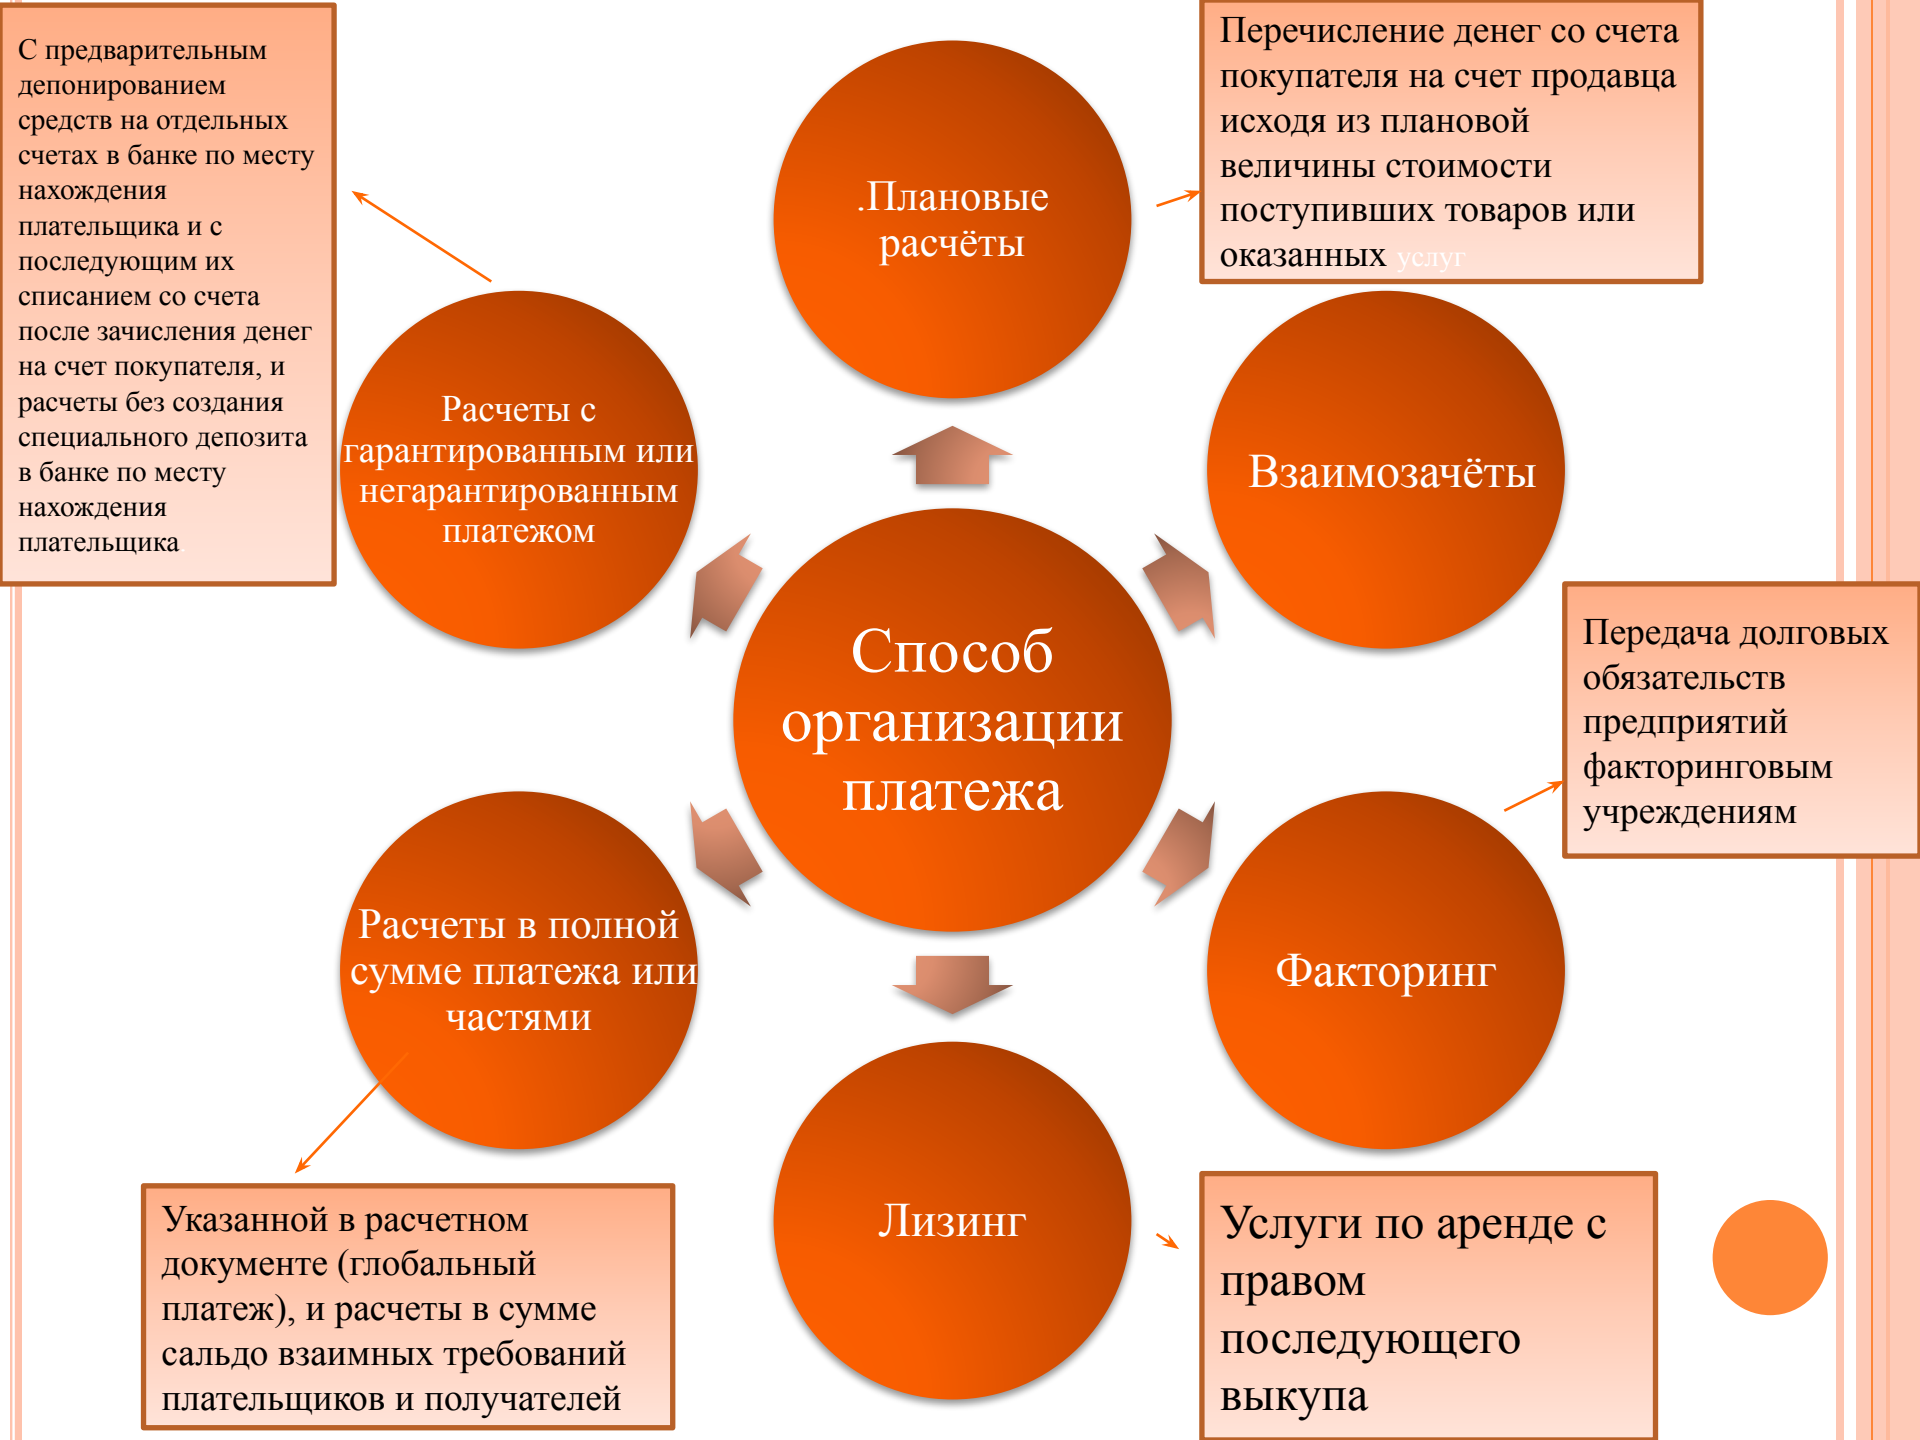 С предварительным
депонированием
средств на отдельных
счетах в банке по месту
нахождения
плательщика и с
последующим их
списанием со счета
после зачисления денег
на счет покупателя, и
расчеты без создания
специального депозита
в банке по месту
нахождения
плательщика
.Плановые
расчёты
Перечисление денег со счета
покупателя на счет продавца
исходя из плановой
величины стоимости
поступивших товаров или
оказанных услуг
Расчеты с
гарантированным или
негарантированным
платежом
Взаимозачёты
Способ
организации
платежа
Передача долговых
обязательств
предприятий
факторинговым
учреждениям
Расчеты в полной
сумме платежа или
частями
Факторинг
Указанной в расчетном
документе (глобальный
платеж), и расчеты в сумме
сальдо взаимных требований
плательщиков и получателей
Лизинг
Услуги по аренде с
правом
последующего
выкупа